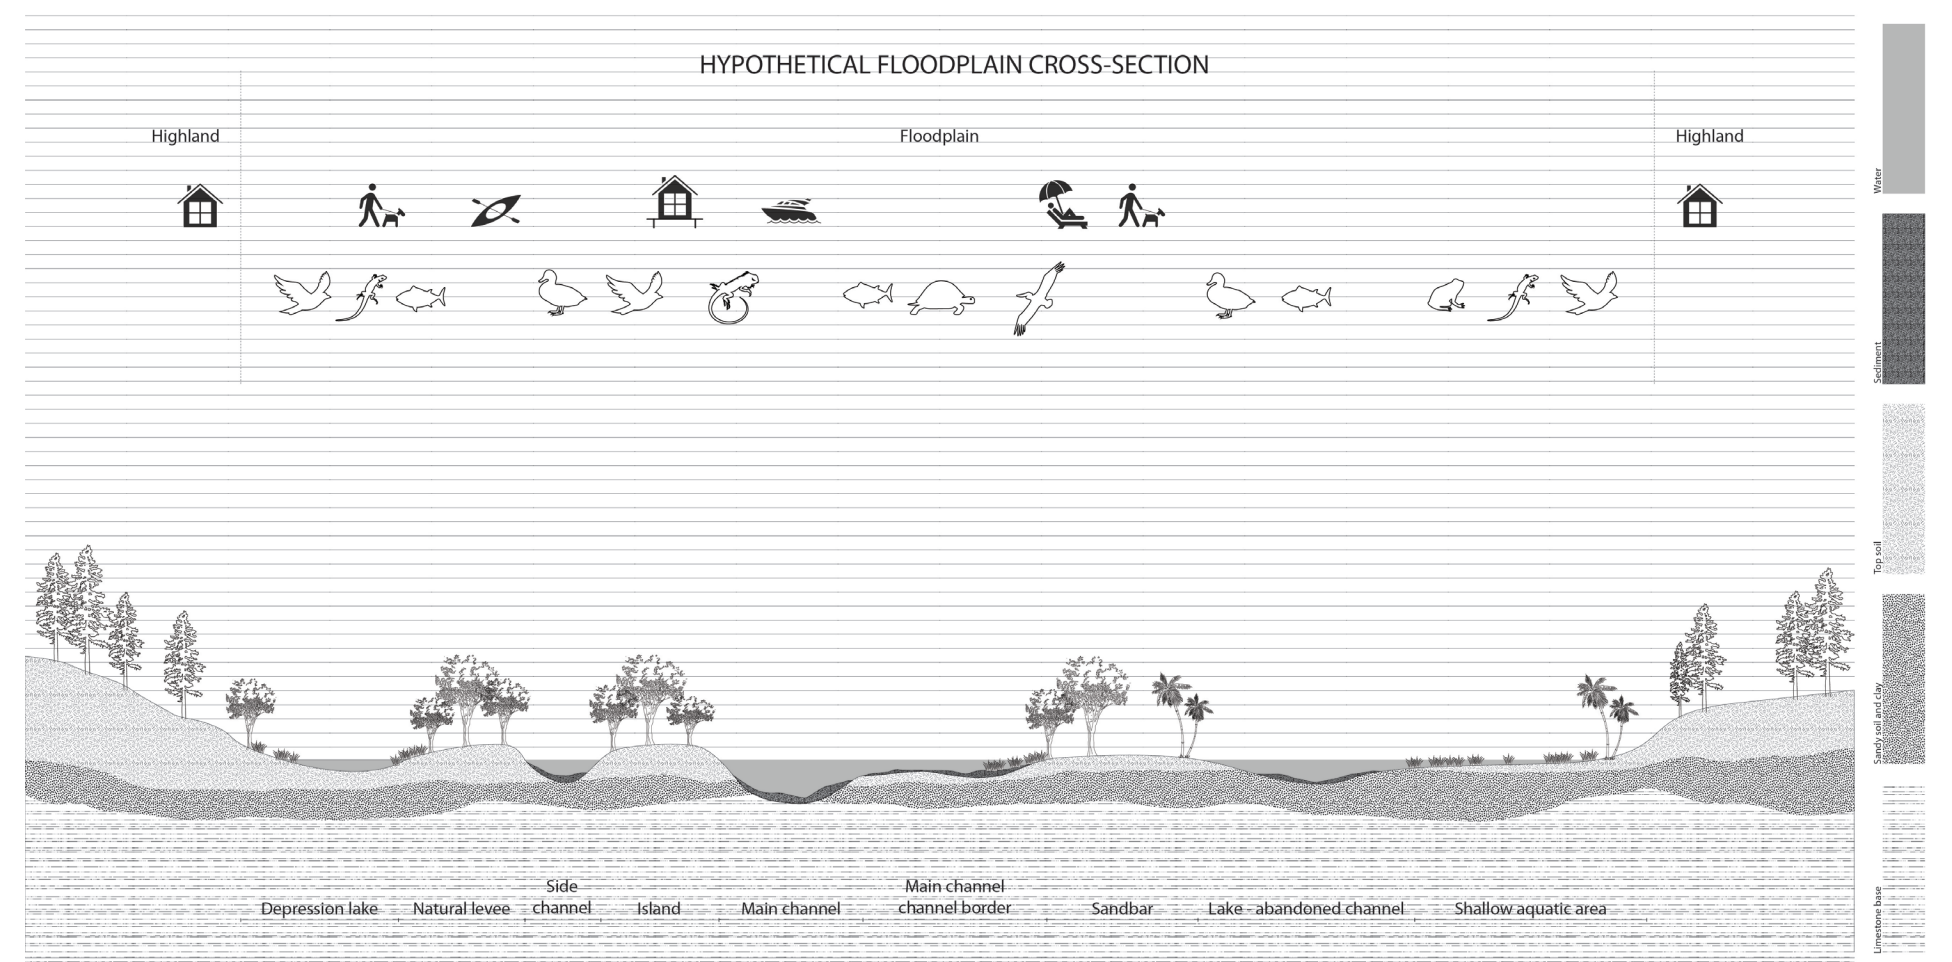 HYPOTHETICAL FLOODPLAIN CROSS-SECTION
Highland
Floodplain
Highland
Water
Sediment
Top soil
Sandy soil and clay
Limestone base
Depression lake
Natural levee
Side
channel
Island
Main channel
Main channel
channel border
Sandbar
Lake - abandoned channel
Shallow aquatic area